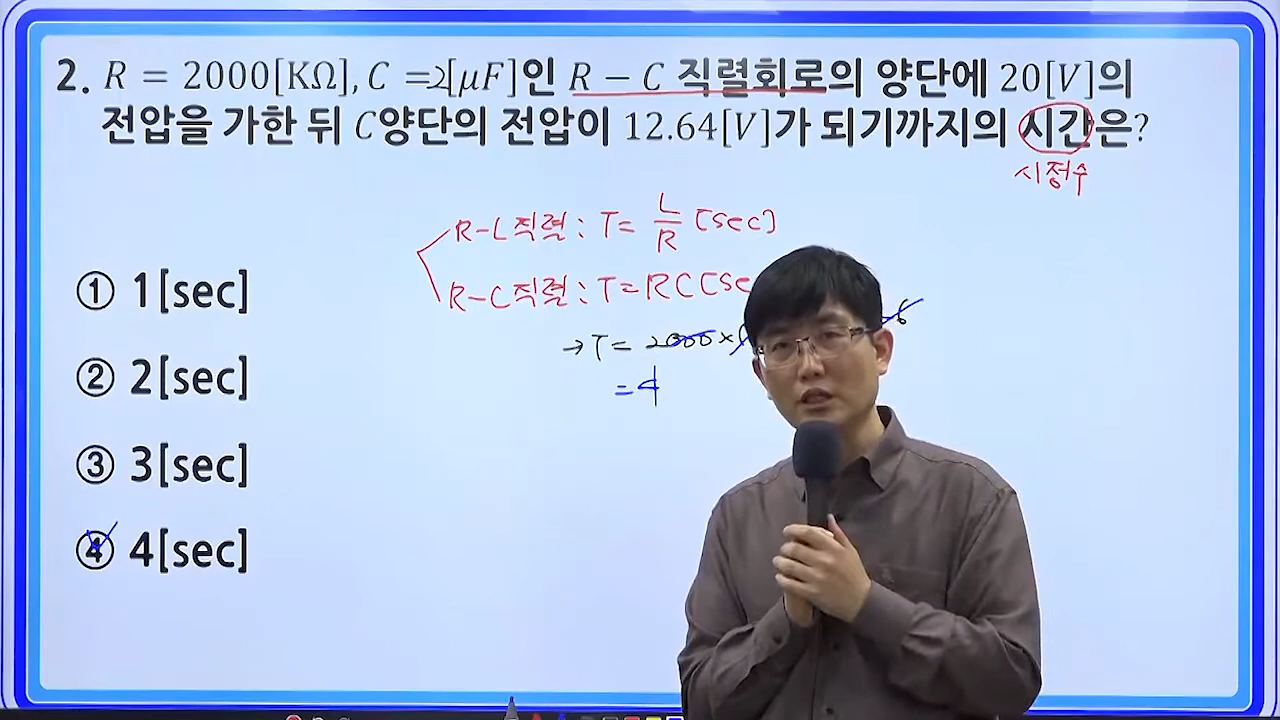 2. R = 2000[KΩ], C =2[μF]인 R − C 직렬회로의 양단에 20[V]의
전압을 가한 뒤 C양단의 전압이 12.64[V]가 되기까지의 시간은?
시정수
R-L직렬 : T= L/R [sec]
R-C직렬 : T=RC [se
→T= 2000×
-6
=4
① 1[sec]
② 2[sec]
③ 3[sec]
④ 4[sec]